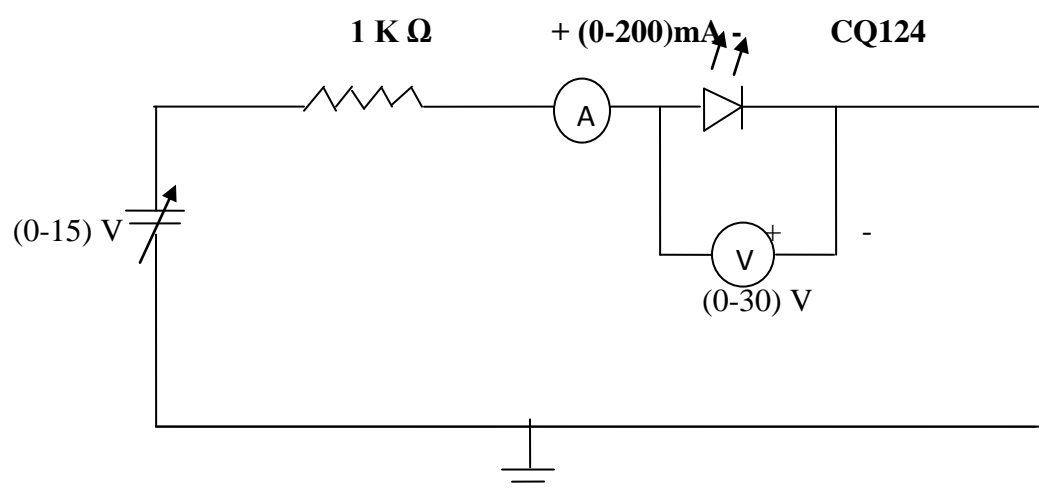 1 K Ω + (0-200)mA - CQ124
A
(0-15) V + -
V
(0-30) V